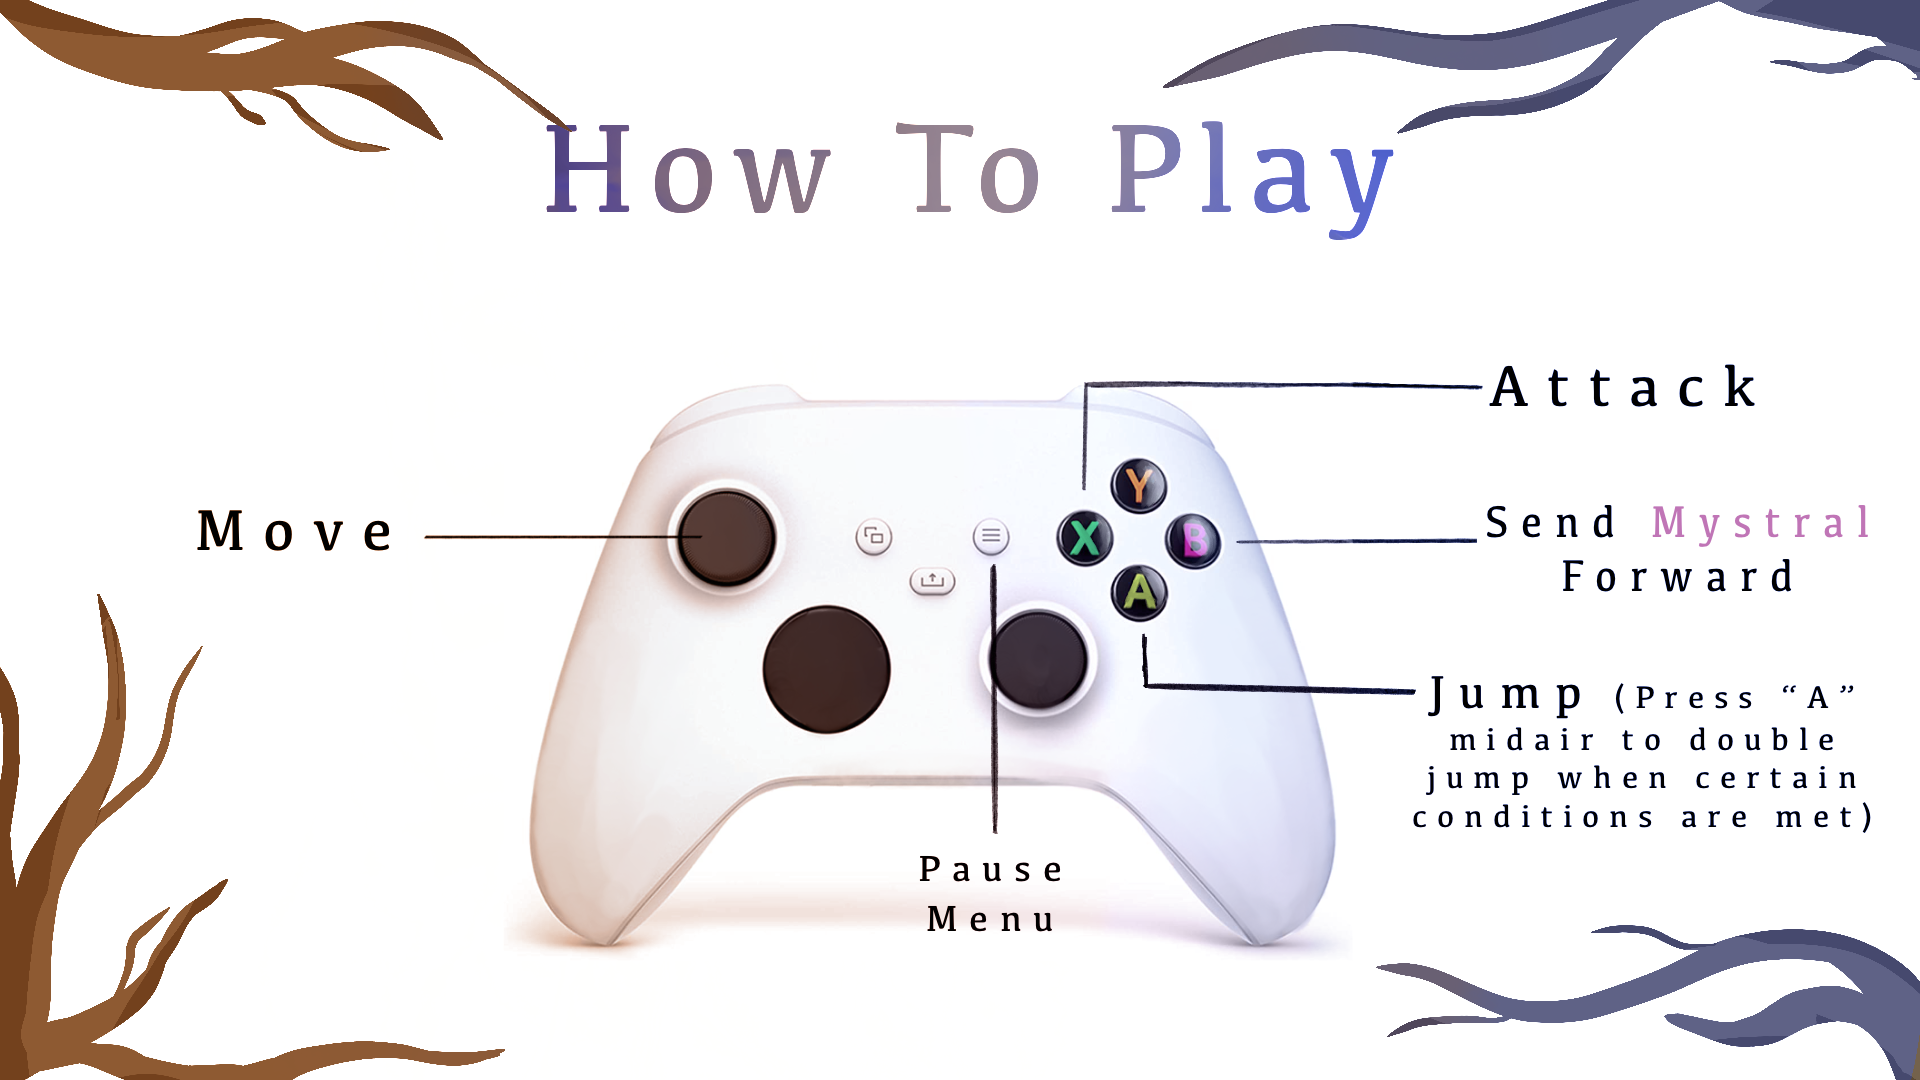 How To Play
Attack
Y
X
B
A
Move
Send Mystral
Forward
Jump (Press “A”
midair to double
jump when certain
conditions are met)
Pause
Menu